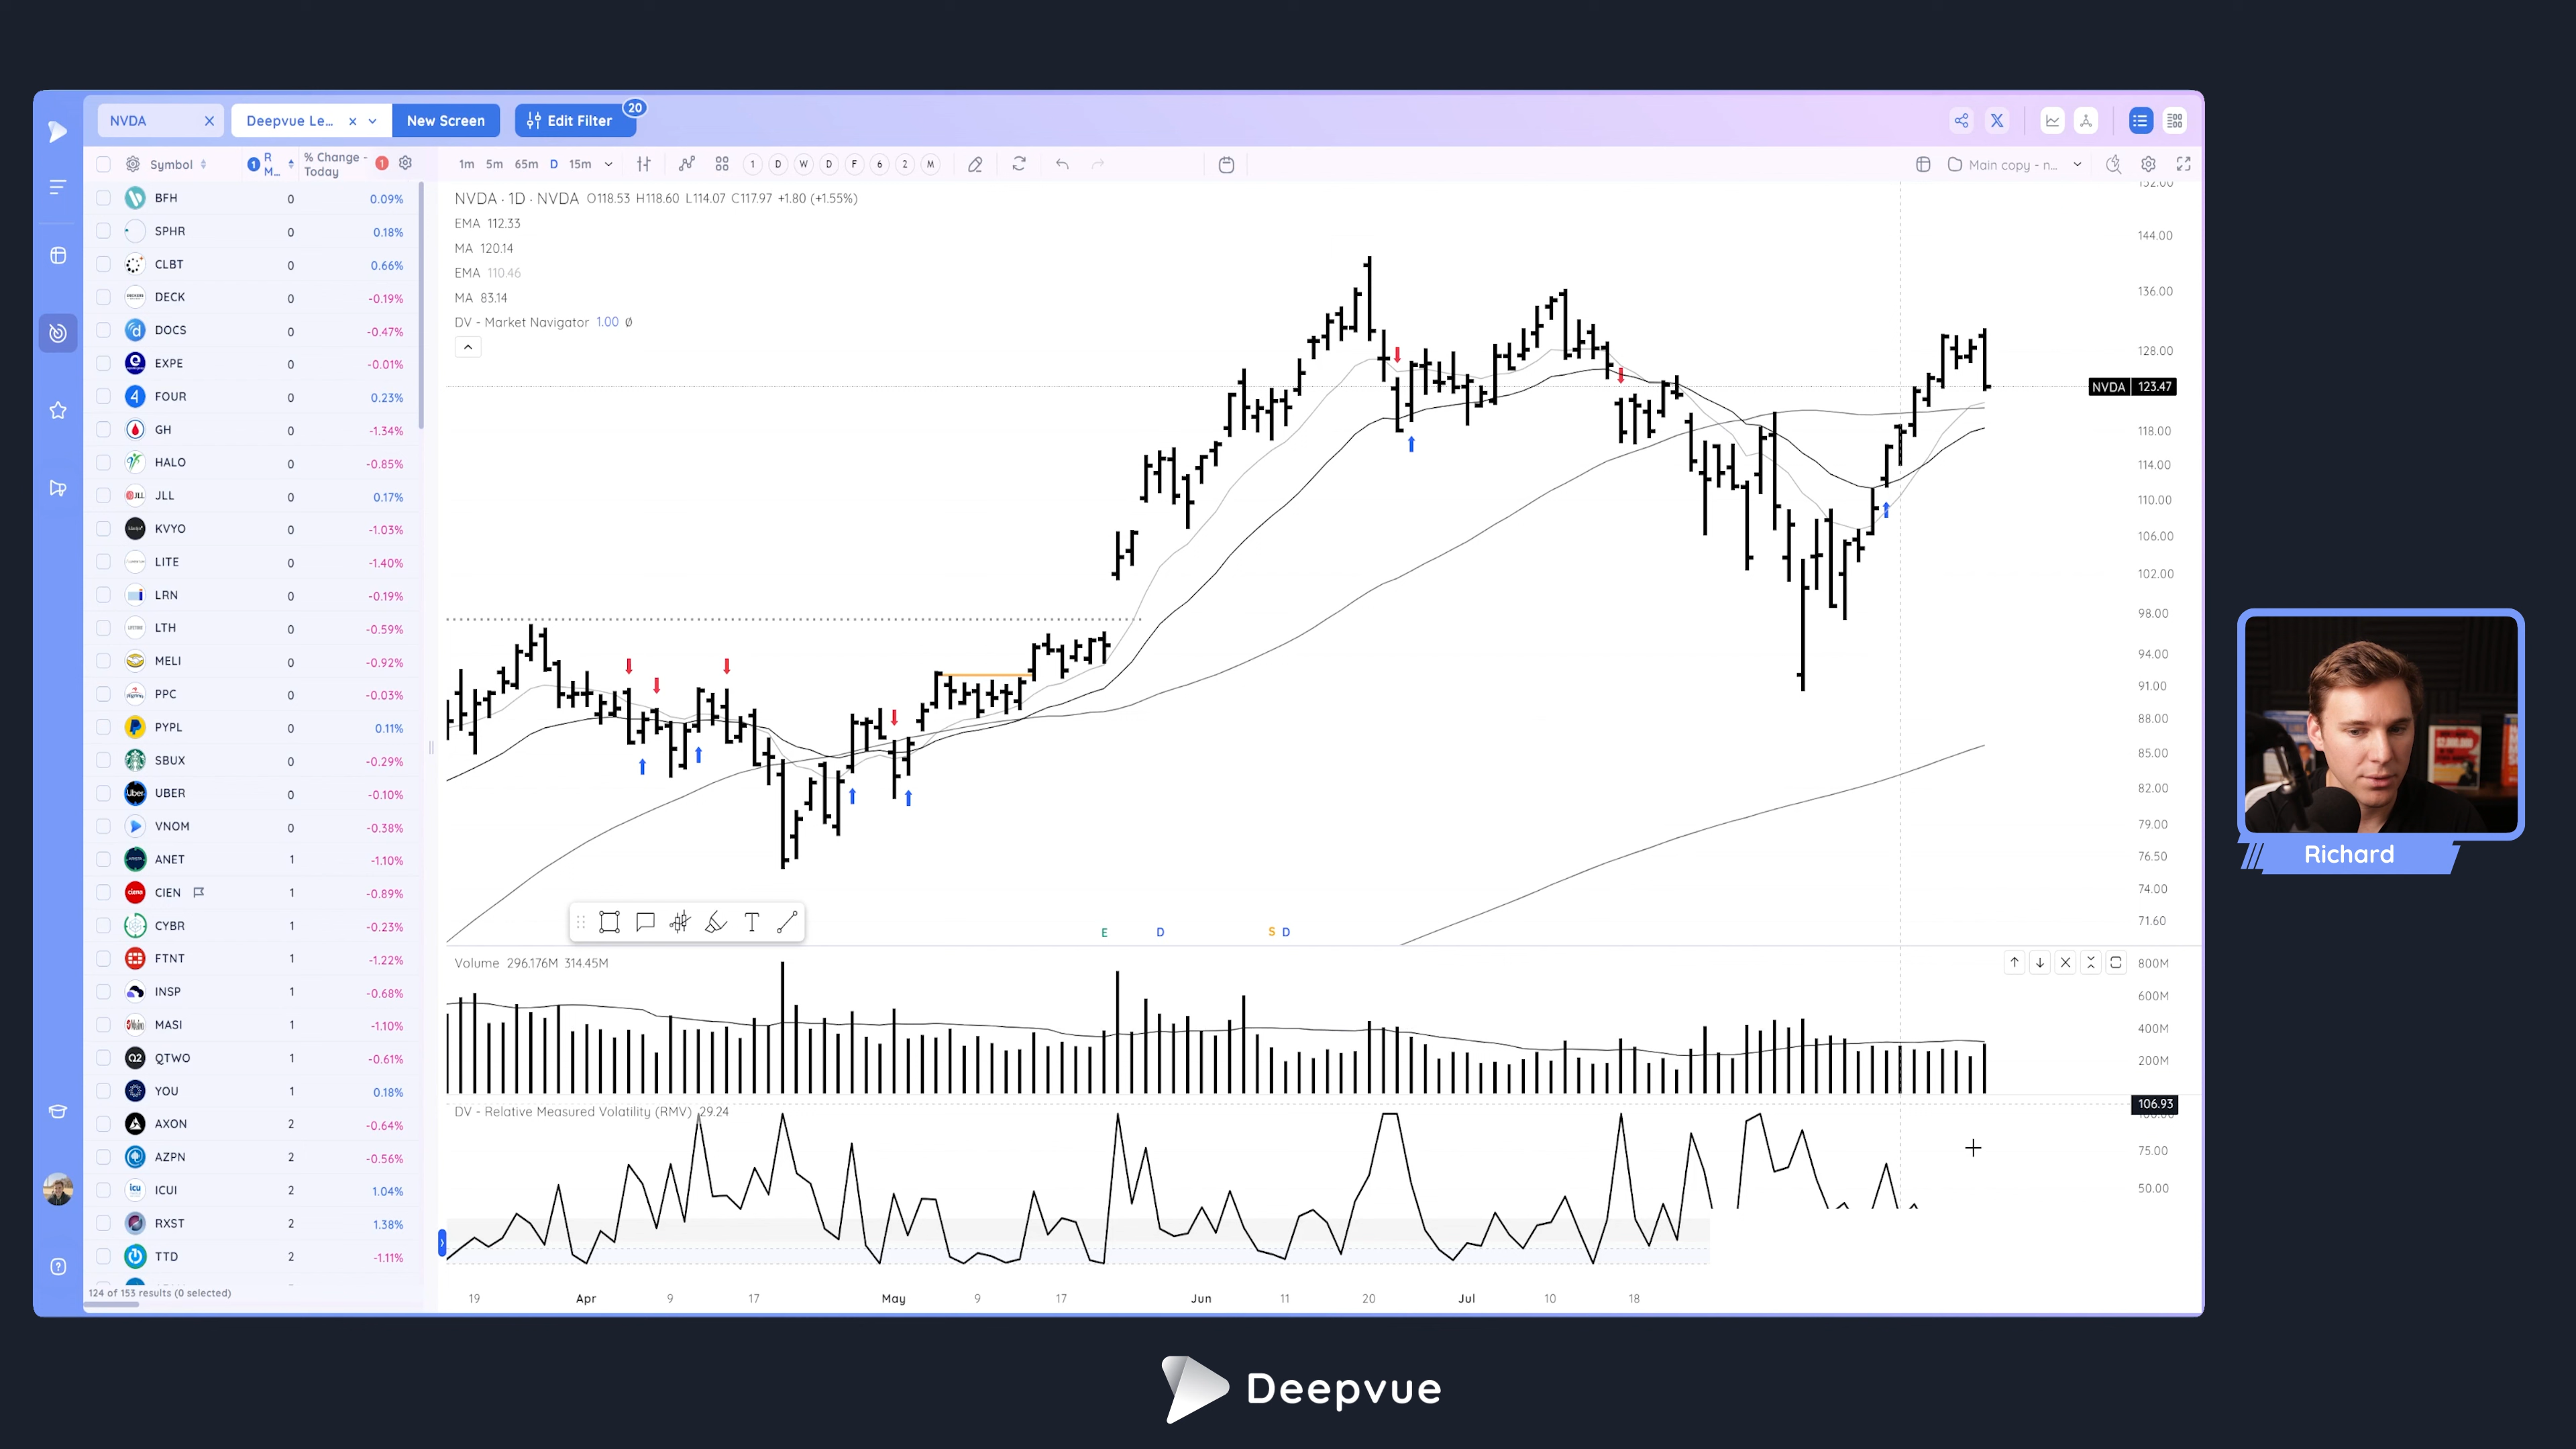 NVDA
Deepvue Le...
New Screen
Edit Filter
20
Symbol
1
R
M...
% Change -
Today
1
1m 5m 65m D 15m
1 D W D F 6 2 M
Main copy - n...
BFH 0 0.09%
SPHR 0 0.18%
CLBT 0 0.66%
DECK 0 -0.19%
DOCS 0 -0.47%
EXPE 0 -0.01%
FOUR 0 0.23%
GH 0 -1.34%
HALO 0 -0.85%
JLL 0 0.17%
KVYO 0 -1.03%
LITE 0 -1.40%
LRN 0 -0.19%
LTH 0 -0.59%
MELI 0 -0.92%
PPC 0 -0.03%
PYPL 0 0.11%
SBUX 0 -0.29%
UBER 0 -0.10%
VNOM 0 -0.38%
ANET 1 -1.10%
CIEN 1 -0.89%
CYBR 1 -0.23%
FTNT 1 -1.22%
INSP 1 -0.68%
MASI 1 -1.10%
QTWO 1 -0.61%
YOU 1 0.18%
AXON 2 -0.64%
AZPN 2 -0.56%
ICUI 2 1.04%
RXST 2 1.38%
TTD 2 -1.11%
124 of 153 results (0 selected)
NVDA · 1D · NVDA O118.53 H118.60 L114.07 C117.97 +1.80 (+1.55%)
EMA 112.33
MA 120.14
EMA 110.46
MA 83.14
DV - Market Navigator 1.00 Ø
152.00
144.00
136.00
128.00
NVDA 123.47
118.00
114.00
110.00
106.00
102.00
98.00
94.00
91.00
88.00
85.00
82.00
79.00
76.50
74.00
71.60
E D S D
Volume 296.176M 314.45M
800M
600M
400M
200M
DV - Relative Measured Volatility (RMV) 29.24
106.93
75.00
50.00
19 Apr 9 17 May 9 17 Jun 11 20 Jul 10 18
Richard
Deepvue